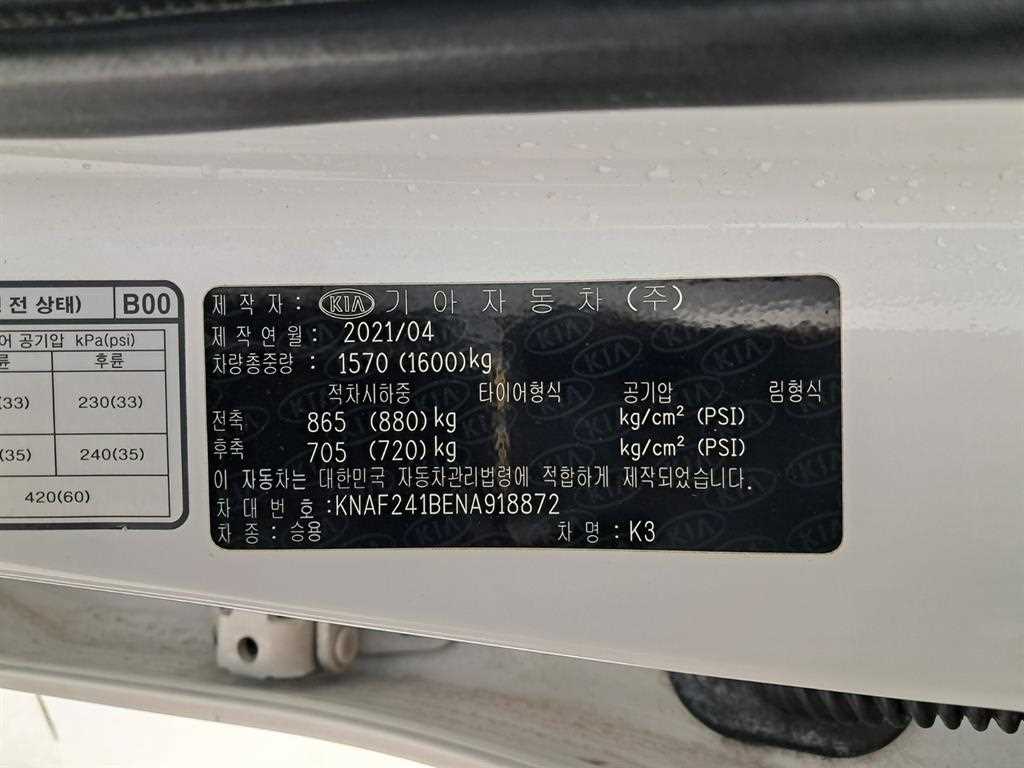 전 상태) B00
공기압 kPa(psi)
후륜
(33) 230(33)
(35) 240(35)
420(60)
제 작 자 : KIA 기 아 자 동 차 (주)
제 작 연 월 : 2021/04
차량총중량 : 1570 (1600)kg
적차시하중 타이어형식 공기압 림형식
전축 865 (880)kg kg/cm² (PSI)
후축 705 (720)kg kg/cm² (PSI)
이 자동차는 대한민국 자동차관리법령에 적합하게 제작되었습니다.
차 대 번 호 :KNAF241BENA918872
차 종 : 승용 차 명 : K3